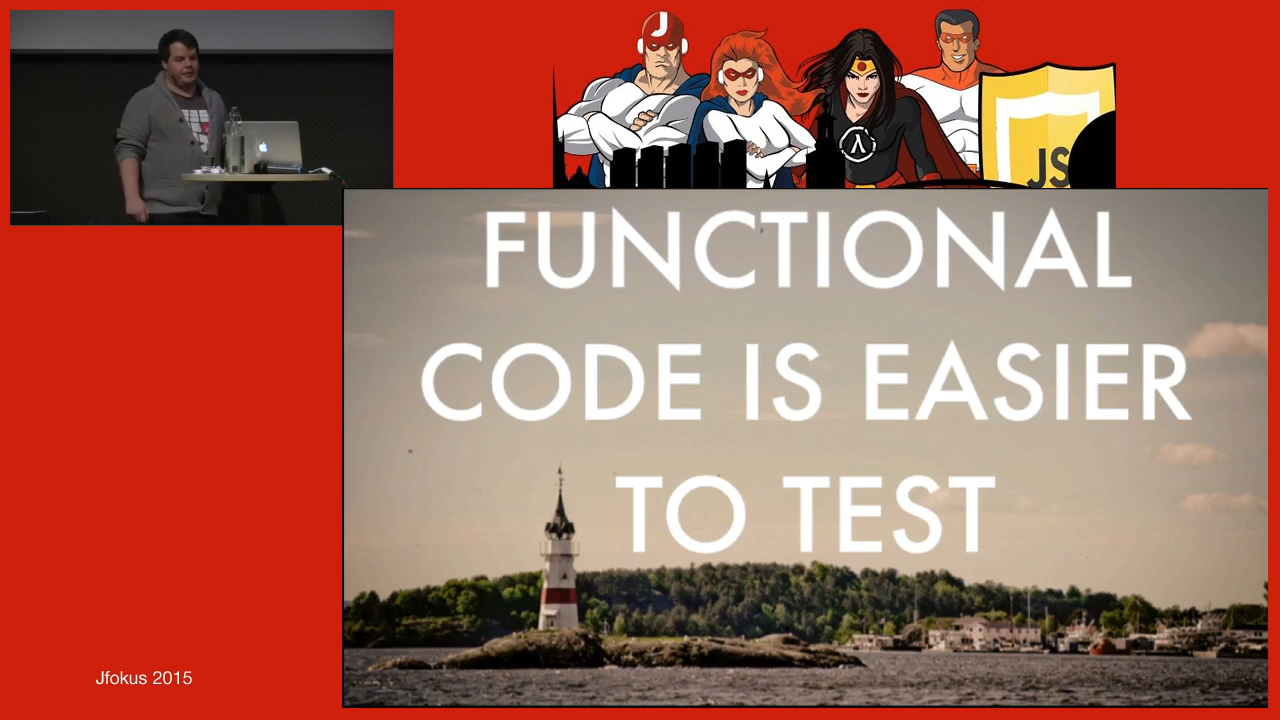 J
λ
JS
FUNCTIONAL
CODE IS EASIER
TO TEST
Jfokus 2015